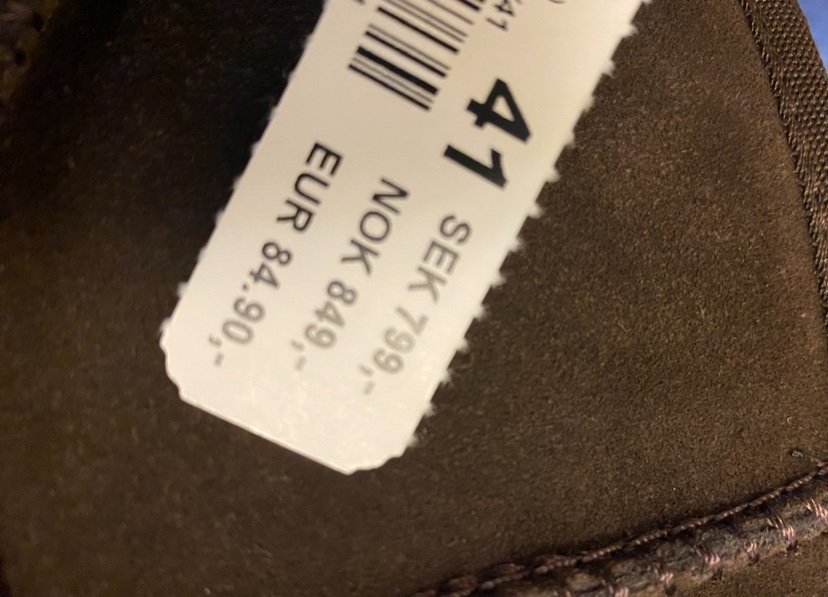 41
SEK 799,-
NOK 849,-
EUR 84.90,-